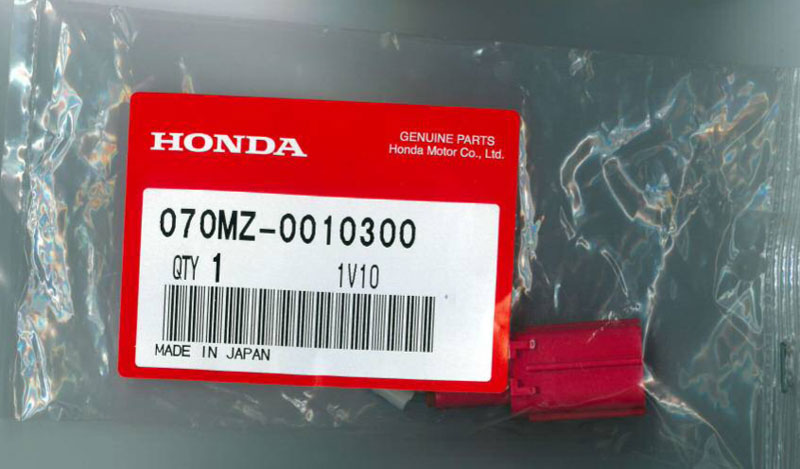 HONDA
GENUINE PARTS
Honda Motor Co., Ltd.
070MZ-0010300
QTY 1
1V10
MADE IN JAPAN